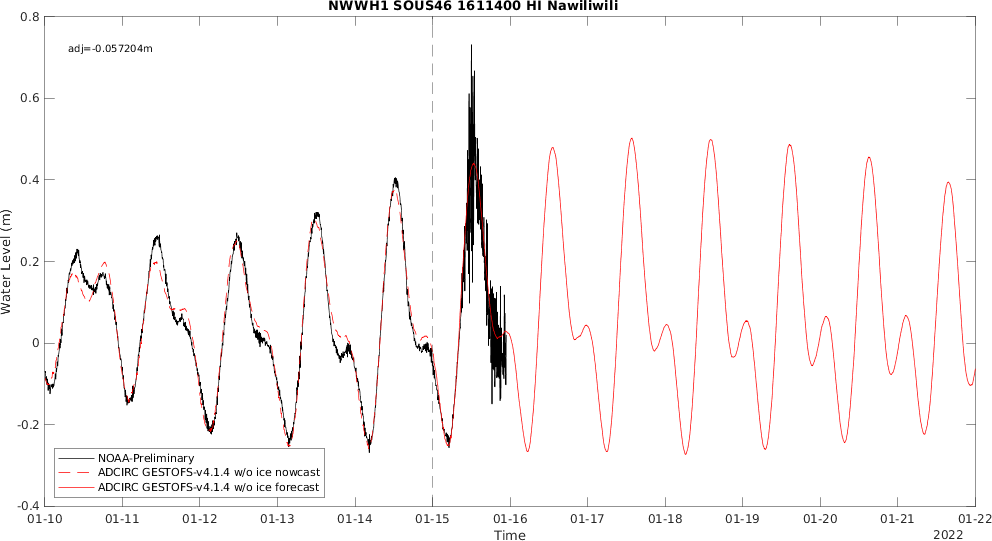 NWWH1 SOUS46 1611400 HI Nawiliwili
adj=-0.057204m
0.8
0.6
0.4
0.2
0
-0.2
-0.4
Water Level (m)
NOAA-Preliminary
ADCIRC GESTOFS-v4.1.4 w/o ice nowcast
ADCIRC GESTOFS-v4.1.4 w/o ice forecast
01-10 01-11 01-12 01-13 01-14 01-15 01-16 01-17 01-18 01-19 01-20 01-21 01-22
Time
2022